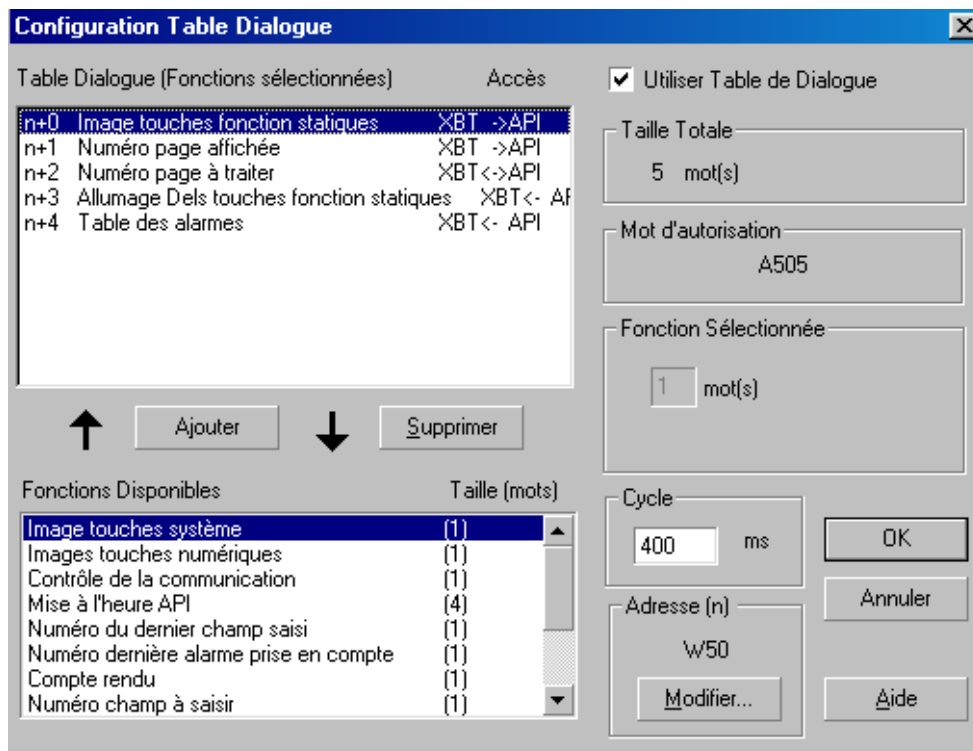 Configuration Table Dialogue
Table Dialogue (Fonctions sélectionnées) Accès
n+0 Image touches fonction statiques XBT ->API
n+1 Numéro page affichée XBT ->API
n+2 Numéro page à traiter XBT<->API
n+3 Allumage Dels touches fonction statiques XBT<- AF
n+4 Table des alarmes XBT<- API
Ajouter
Supprimer
Fonctions Disponibles Taille (mots)
Image touches système (1)
Images touches numériques (1)
Contrôle de la communication (1)
Mise à l'heure API (4)
Numéro du dernier champ saisi (1)
Numéro dernière alarme prise en compte (1)
Compte rendu (1)
Numéro champ à saisir (1)
Utiliser Table de Dialogue
Taille Totale
5 mot(s)
Mot d'autorisation
A505
Fonction Sélectionnée
1 mot(s)
Cycle
400 ms
Adresse (n)
W50
Modifier...
OK
Annuler
Aide